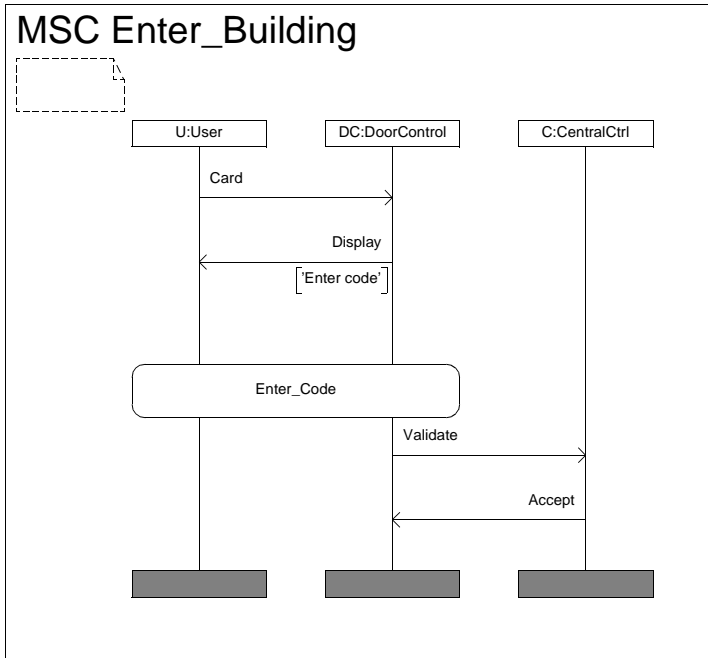 MSC Enter_Building
U:User
DC:DoorControl
C:CentralCtrl
Card
Display
'Enter code'
Enter_Code
Validate
Accept